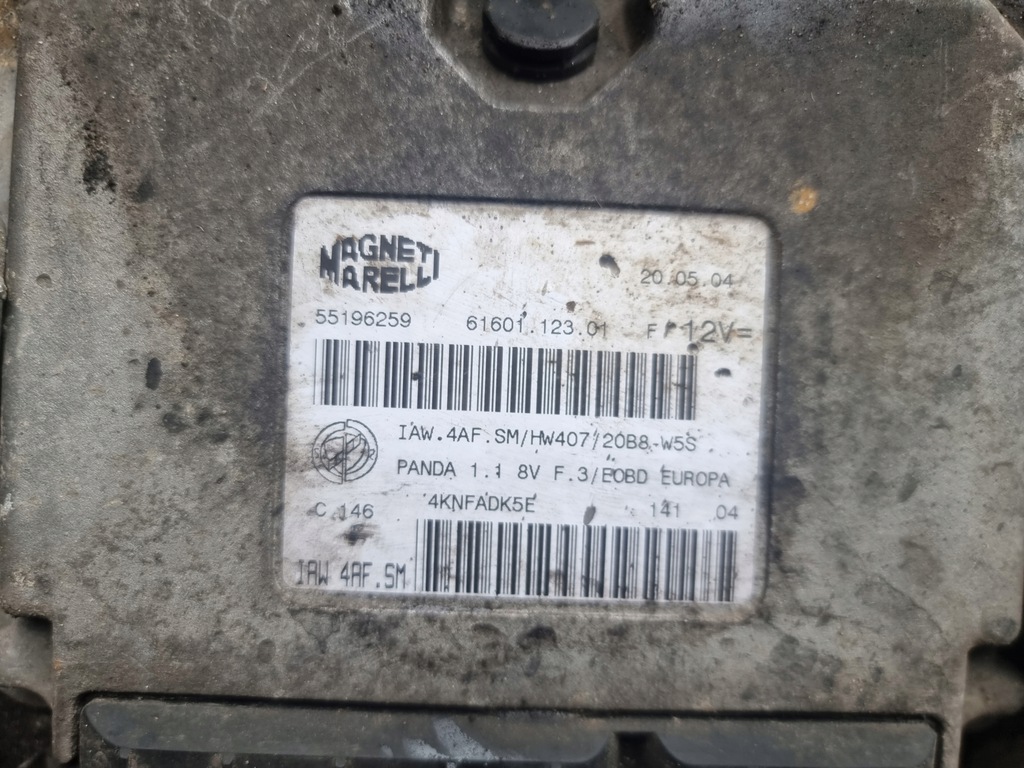 MAGNETI
MARELLI
20.05.04
55196259 61601.123.01 F 12V=
IAW.4AF.SM/HW407/20B8-W5S
PANDA 1.1 8V F.3/EOBD EUROPA
C.146 4KNFADK5E 141 04
IAW 4AF.SM